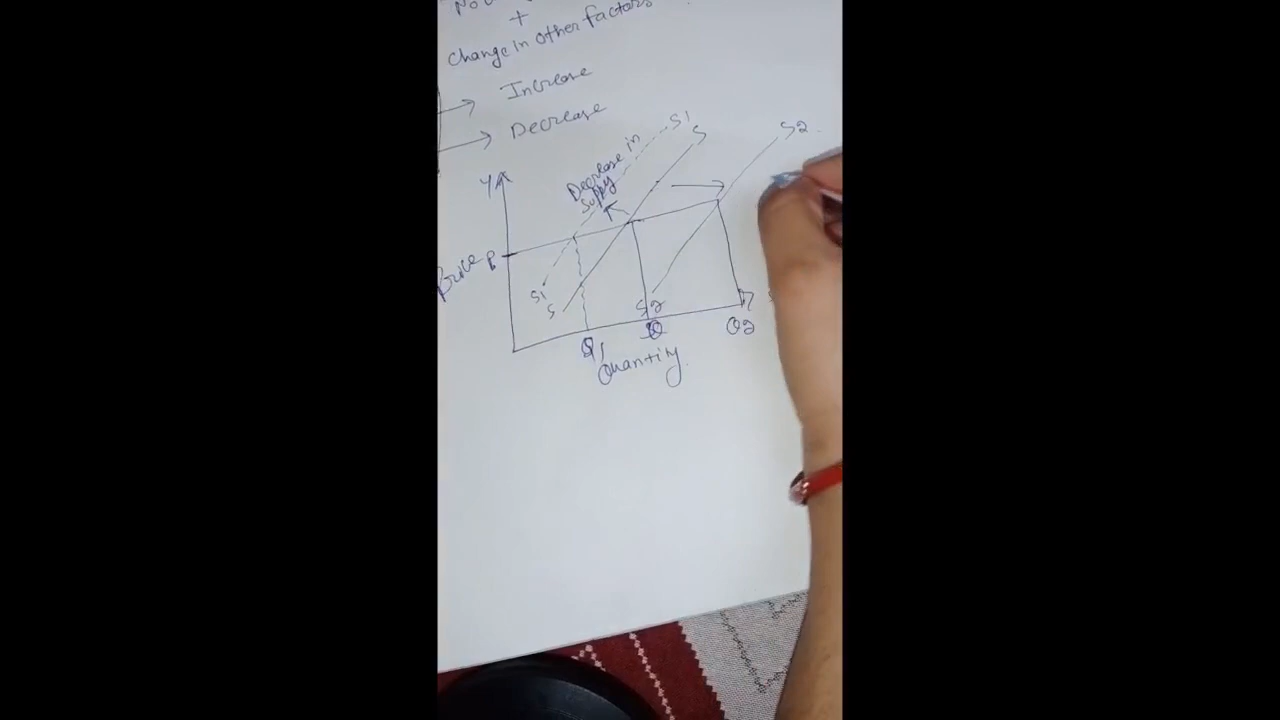 +
Change in Other factors
Increase
Decrease
S1
S
S2
Decrease in
Supply
Y
Price P
S1
S
S2
Q1
Q
Q2
Quantity